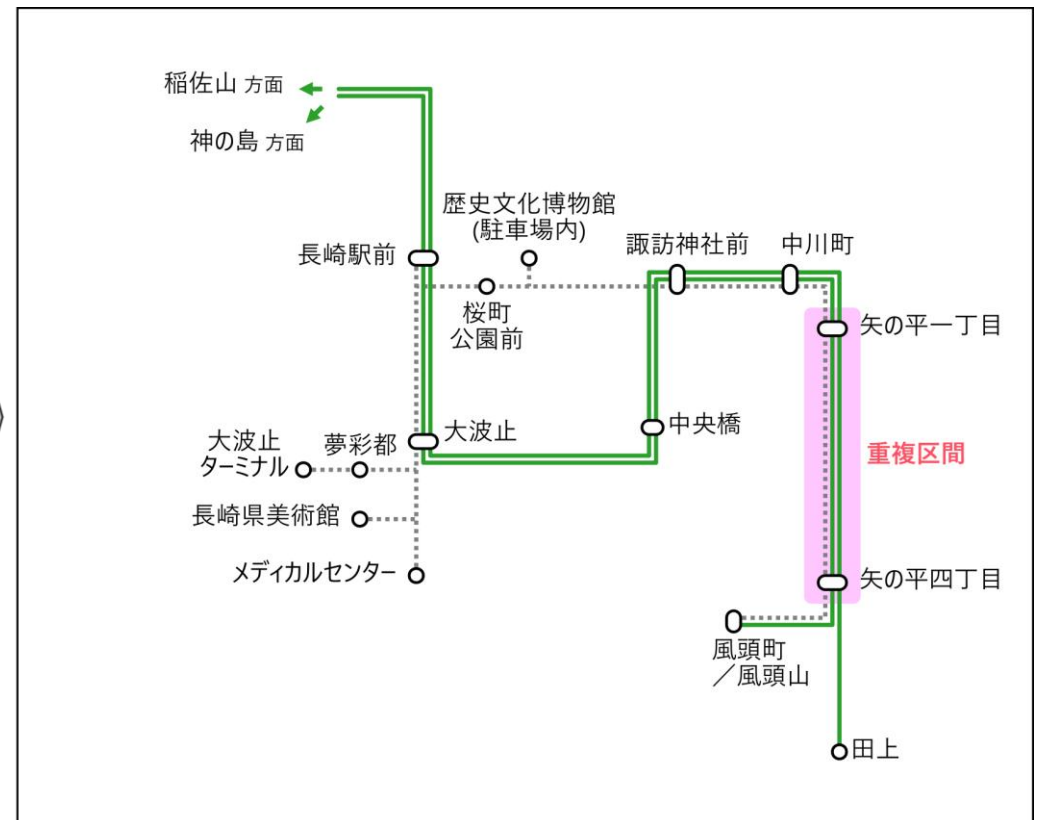 稲佐山 方面
神の島 方面
歴史文化博物館
(駐車場内)
長崎駅前
諏訪神社前
中川町
桜町
公園前
矢の平一丁目
大波止
ターミナル
夢彩都
大波止
中央橋
重複区間
長崎県美術館
メディカルセンター
矢の平四丁目
風頭町
／風頭山
田上